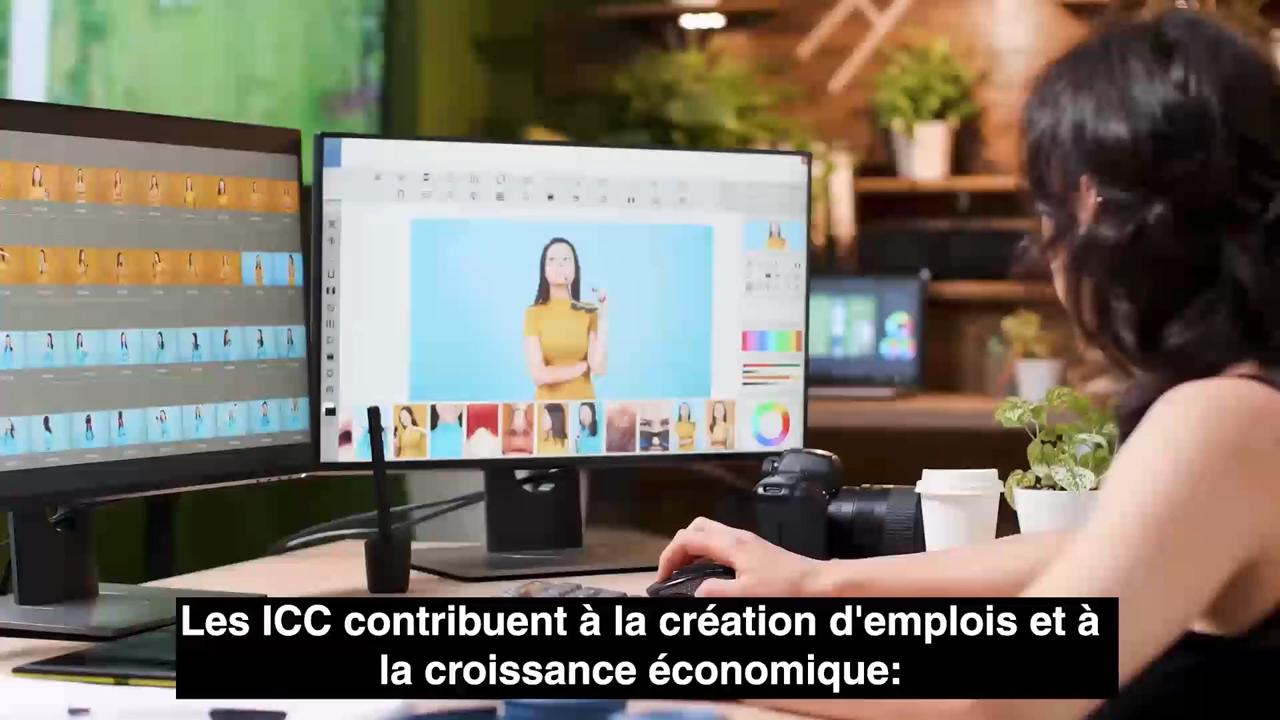 Les ICC contribuent à la création d'emplois et à
la croissance économique: